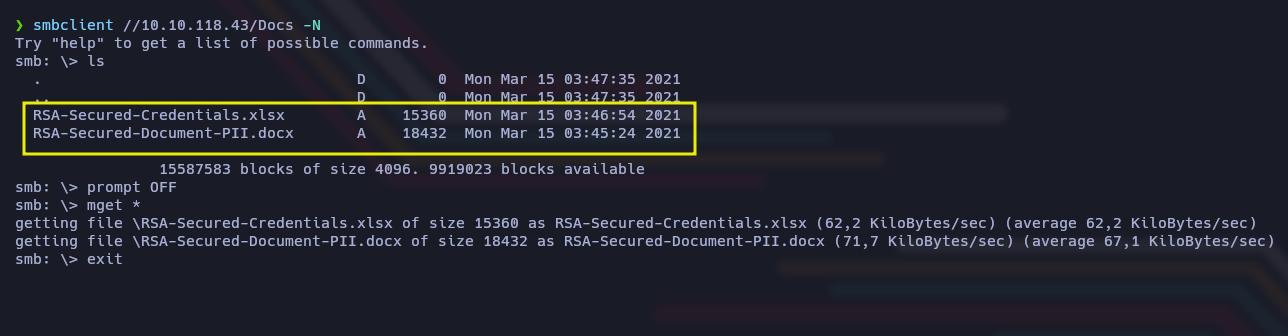 ❯ smbclient //10.10.118.43/Docs -N
Try "help" to get a list of possible commands.
smb: \> ls
  .                                   D        0  Mon Mar 15 03:47:35 2021
  ..                                  D        0  Mon Mar 15 03:47:35 2021
  RSA-Secured-Credentials.xlsx        A    15360  Mon Mar 15 03:46:54 2021
  RSA-Secured-Document-PII.docx       A    18432  Mon Mar 15 03:45:24 2021
                15587583 blocks of size 4096. 9919023 blocks available
smb: \> prompt OFF
smb: \> mget *
getting file \RSA-Secured-Credentials.xlsx of size 15360 as RSA-Secured-Credentials.xlsx (62,2 KiloBytes/sec) (average 62,2 KiloBytes/sec)
getting file \RSA-Secured-Document-PII.docx of size 18432 as RSA-Secured-Document-PII.docx (71,7 KiloBytes/sec) (average 67,1 KiloBytes/sec)
smb: \> exit